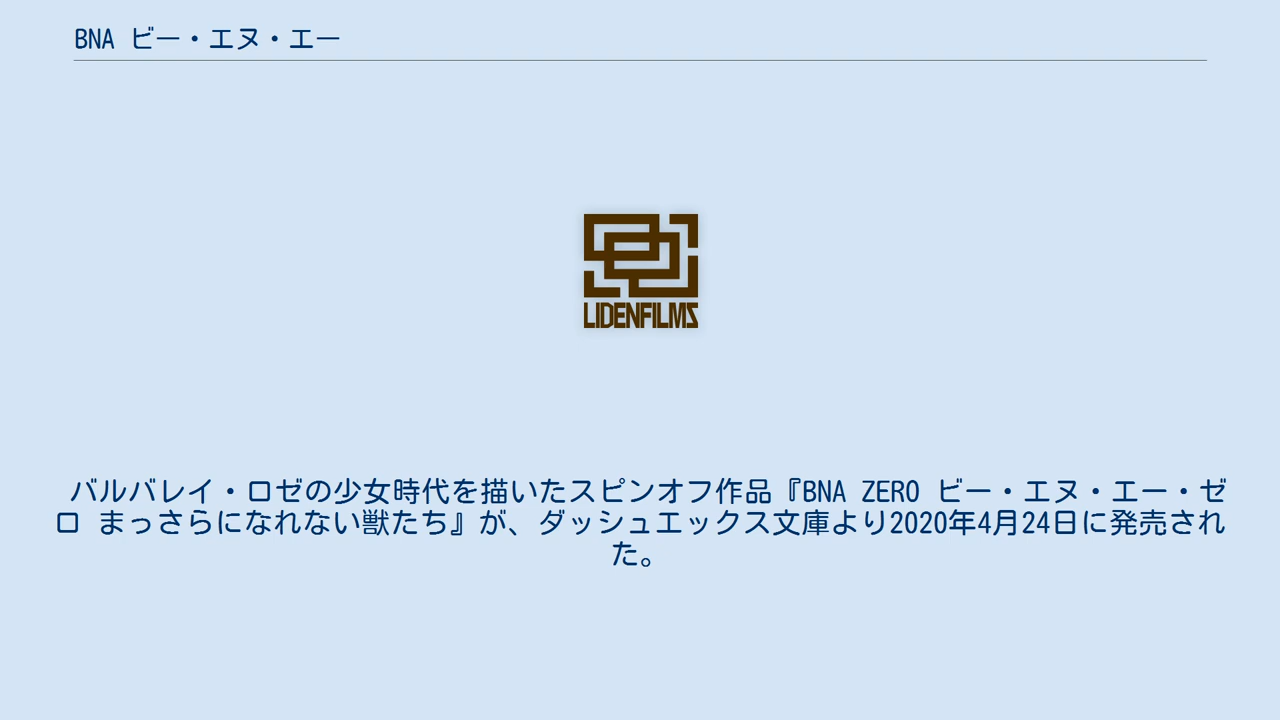 BNA ビー・エヌ・エー
LIDENFILMS
バルバレイ・ロゼの少女時代を描いたスピンオフ作品『BNA ZERO ビー・エヌ・エー・ゼ
ロ まっさらになれない獣たち』が、ダッシュエックス文庫より2020年4月24日に発売され
た。